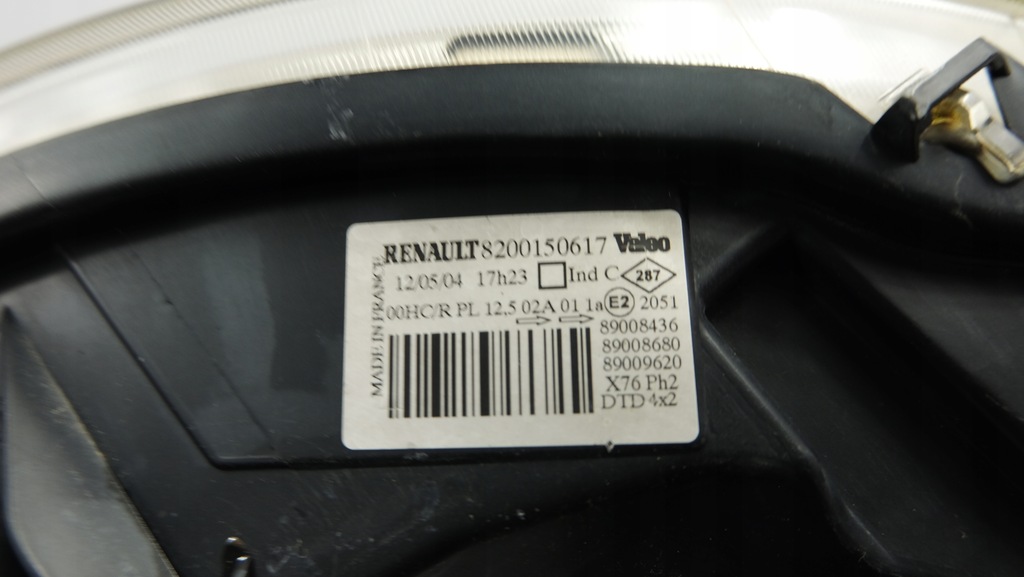 RENAULT 8200150617 Valeo
12/05/04 17h23 Ind C 287
00HC/R PL 12.5 02A 01 1a E2 2051
MADE IN FRANCE
89008436
89008680
89009620
X76 Ph2
DTD 4x2